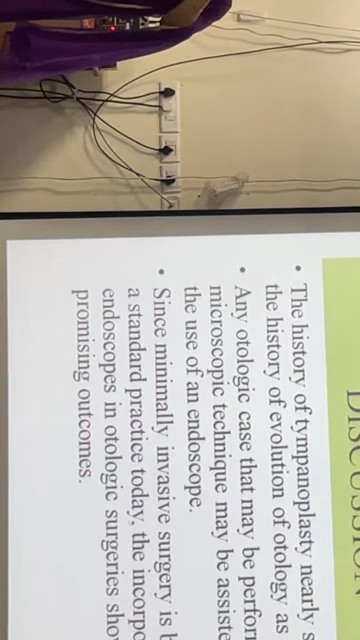 DISCUSSION
• The history of tympanoplasty nearly
the history of evolution of otology as
• Any otologic case that may be
microscopic technique may be
the use of an endoscope.
• Since minimally invasive surgery is
a standard practice today, the
endoscopes in otologic surgeries
promising outcomes.